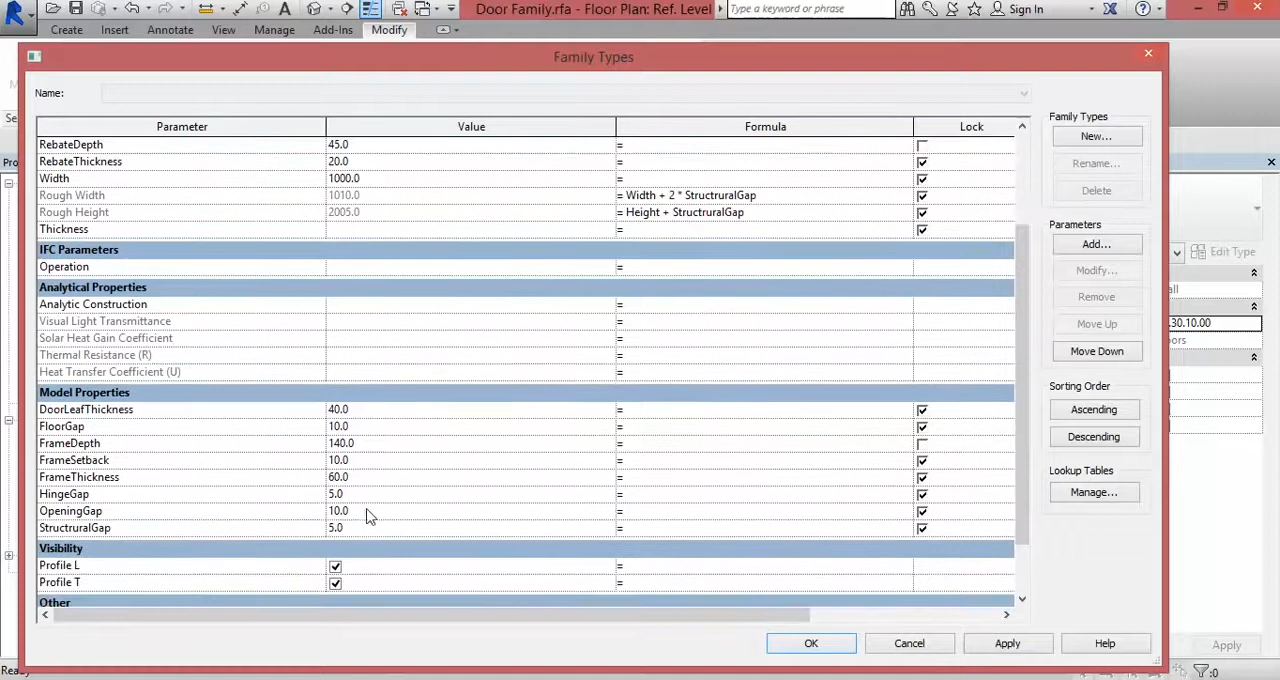 Door Family.rfa - Floor Plan: Ref. Level
Type a keyword or phrase
Sign In
Create Insert Annotate View Manage Add-Ins Modify
Family Types
Name:
Parameter Value Formula Lock
RebateDepth 45.0 =
RebateThickness 20.0 =
Width 1000.0 =
Rough Width 1010.0 = Width + 2 * StructruralGap
Rough Height 2005.0 = Height + StructruralGap
Thickness =
IFC Parameters
Operation =
Analytical Properties
Analytic Construction =
Visual Light Transmittance =
Solar Heat Gain Coefficient =
Thermal Resistance (R) =
Heat Transfer Coefficient (U) =
Model Properties
DoorLeafThickness 40.0 =
FloorGap 10.0 =
FrameDepth 140.0 =
FrameSetback 10.0 =
FrameThickness 60.0 =
HingeGap 5.0 =
OpeningGap 10.0 =
StructruralGap 5.0 =
Visibility
Profile L =
Profile T =
Other
Family Types
New...
Rename...
Delete
Parameters
Add...
Modify...
Remove
Move Up
Move Down
Sorting Order
Ascending
Descending
Lookup Tables
Manage...
OK Cancel Apply Help
Edit Type
.30.10.00
Apply
:0